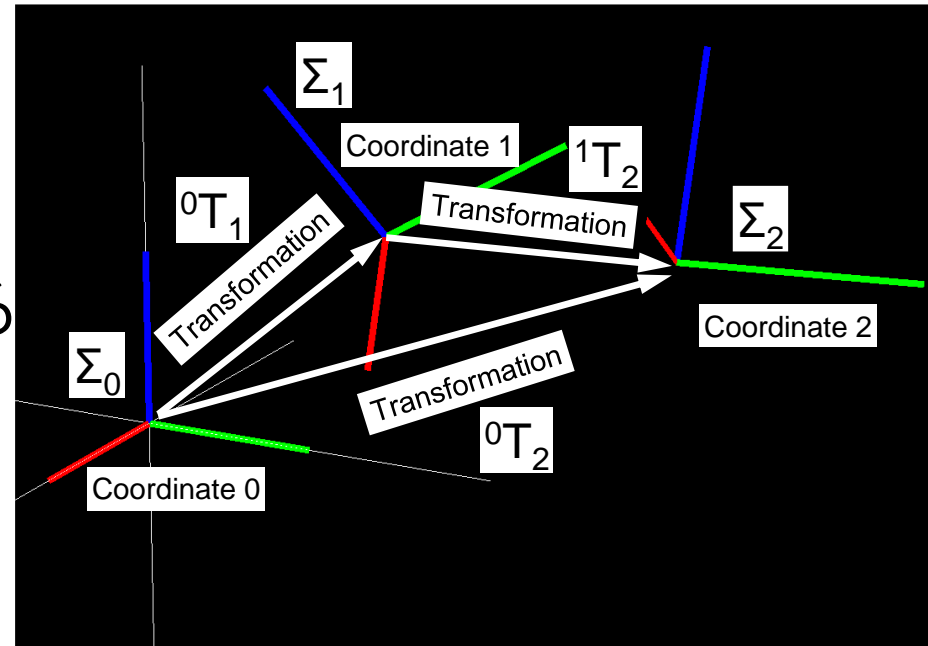 Σ₁
Coordinate 1
¹T₂
⁰T₁
Transformation
Transformation
Σ₂
Coordinate 2
Σ₀
Transformation
⁰T₂
Coordinate 0